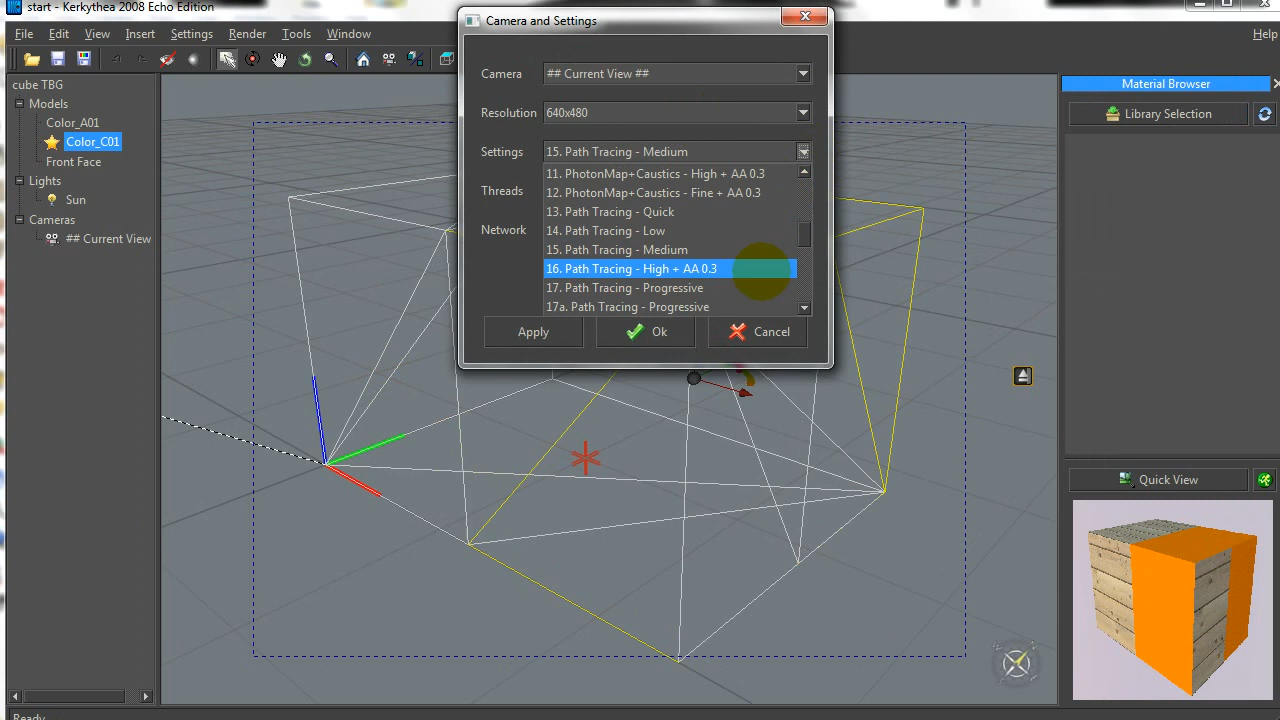 start - Kerkythea 2008 Echo Edition
File Edit View Insert Settings Render Tools Window Help
cube TBG
Models
Color_A01
Color_C01
Front Face
Lights
Sun
Cameras
## Current View ##
Camera and Settings
Camera ## Current View ##
Resolution 640x480
Settings 15. Path Tracing - Medium
Threads
Network
11. PhotonMap+Caustics - High + AA 0.3
12. PhotonMap+Caustics - Fine + AA 0.3
13. Path Tracing - Quick
14. Path Tracing - Low
15. Path Tracing - Medium
16. Path Tracing - High + AA 0.3
17. Path Tracing - Progressive
17a. Path Tracing - Progressive
Apply Ok Cancel
Material Browser
Library Selection
Quick View
Ready